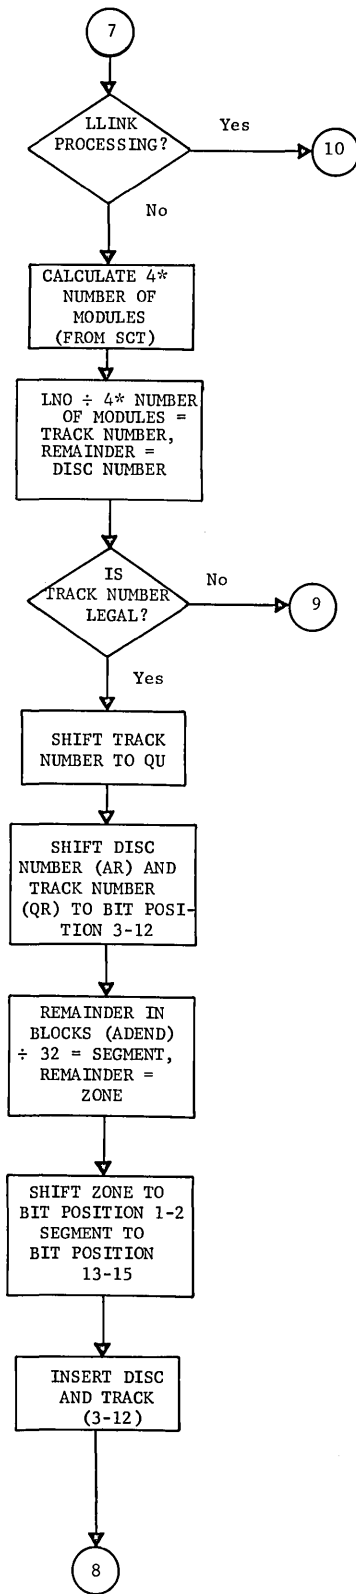 7
LLINK
PROCESSING?
Yes
10
No
CALCULATE 4*
NUMBER OF
MODULES
(FROM SCT)
LNO ÷ 4* NUMBER
OF MODULES =
TRACK NUMBER,
REMAINDER =
DISC NUMBER
IS
TRACK NUMBER
LEGAL?
No
9
Yes
SHIFT TRACK
NUMBER TO QU
SHIFT DISC
NUMBER (AR) AND
TRACK NUMBER
(QR) TO BIT POSI-
TION 3-12
REMAINDER IN
BLOCKS (ADEND)
÷ 32 = SEGMENT,
REMAINDER =
ZONE
SHIFT ZONE TO
BIT POSITION 1-2
SEGMENT TO
BIT POSITION
13-15
INSERT DISC
AND TRACK
(3-12)
8